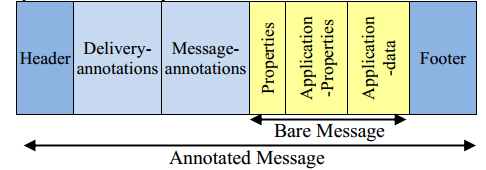 Header
Delivery-
annotations
Message-
annotations
Properties
Application
-Properties
Application
-data
Footer
Bare Message
Annotated Message